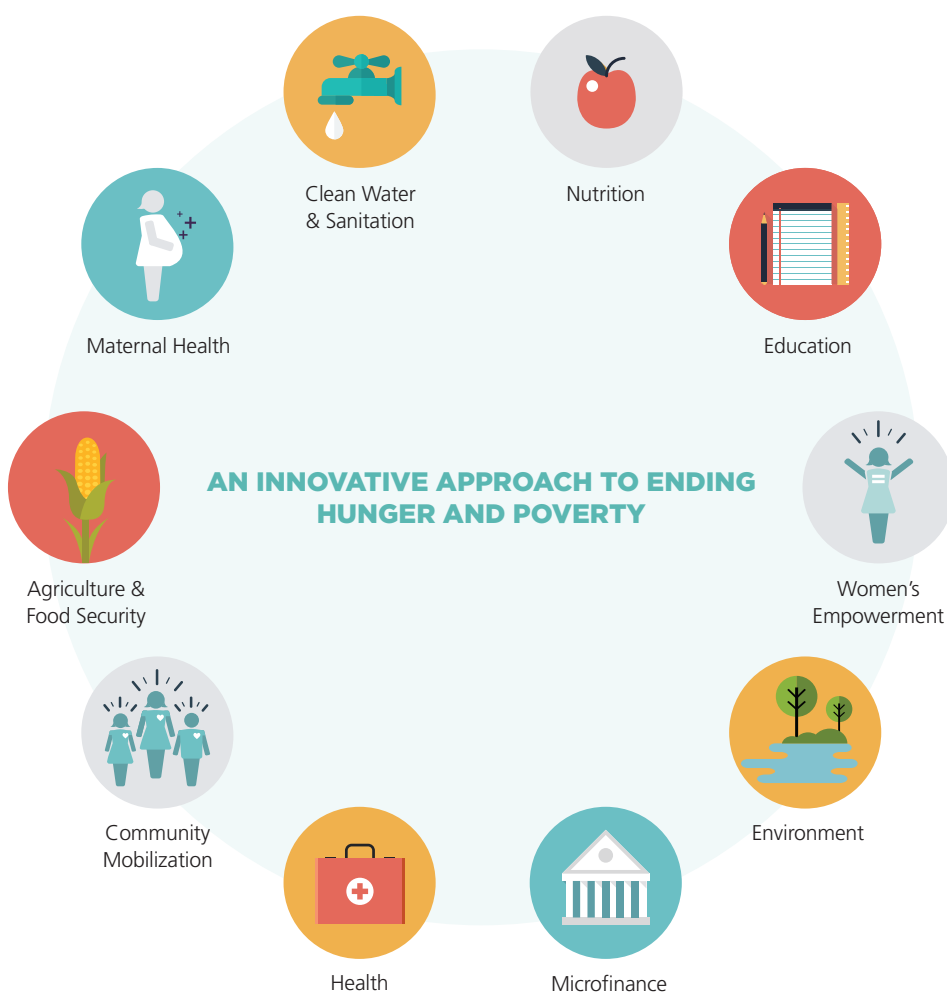 Clean Water
& Sanitation
Nutrition
Maternal Health
Education
AN INNOVATIVE APPROACH TO ENDING
HUNGER AND POVERTY
Agriculture &
Food Security
Women's
Empowerment
Community
Mobilization
Environment
Health
Microfinance